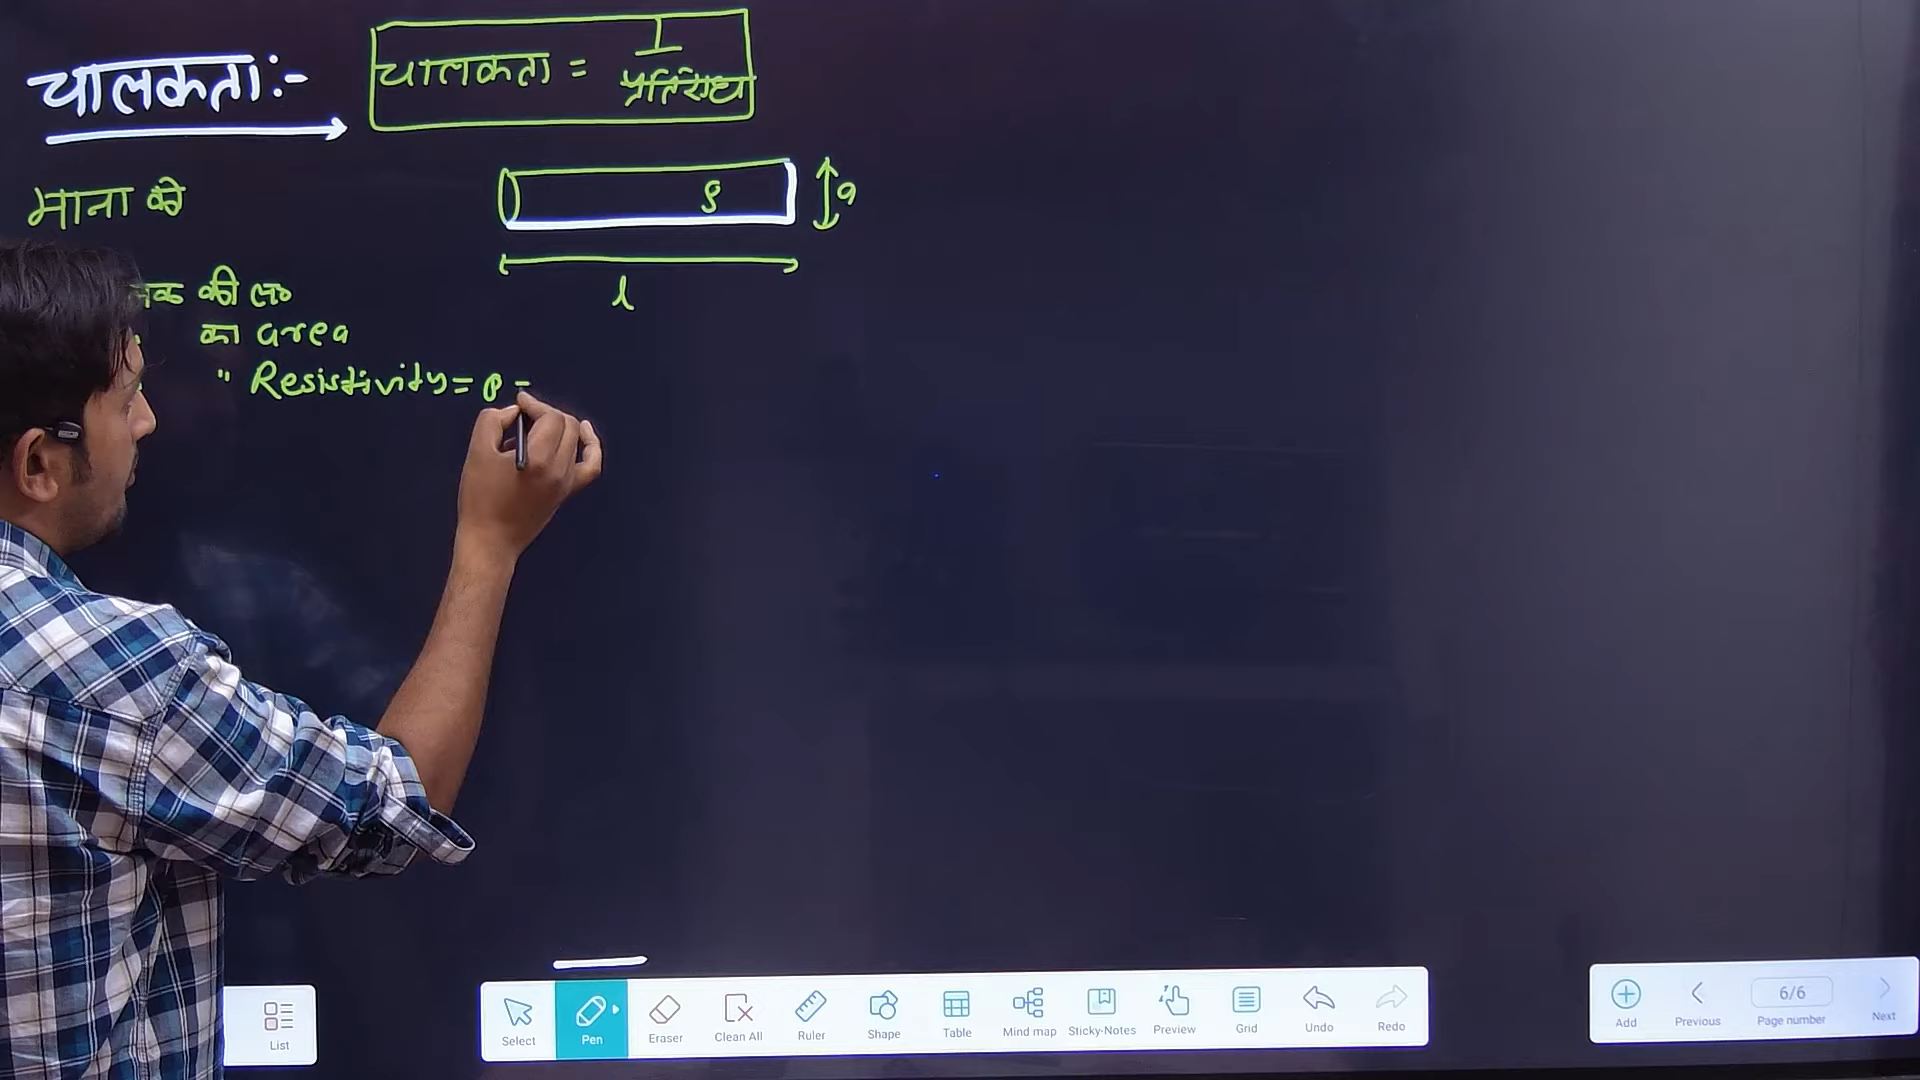 चालकता :-
चालकता = 1
प्रतिरोध
माना को
ρ
a
l
की ल०
का area
" Resistivity = ρ -
List
Select
Pen
Eraser
Clean All
Ruler
Shape
Table
Mind map
Sticky-Notes
Preview
Grid
Undo
Redo
Add
Previous
6/6
Page number
Next